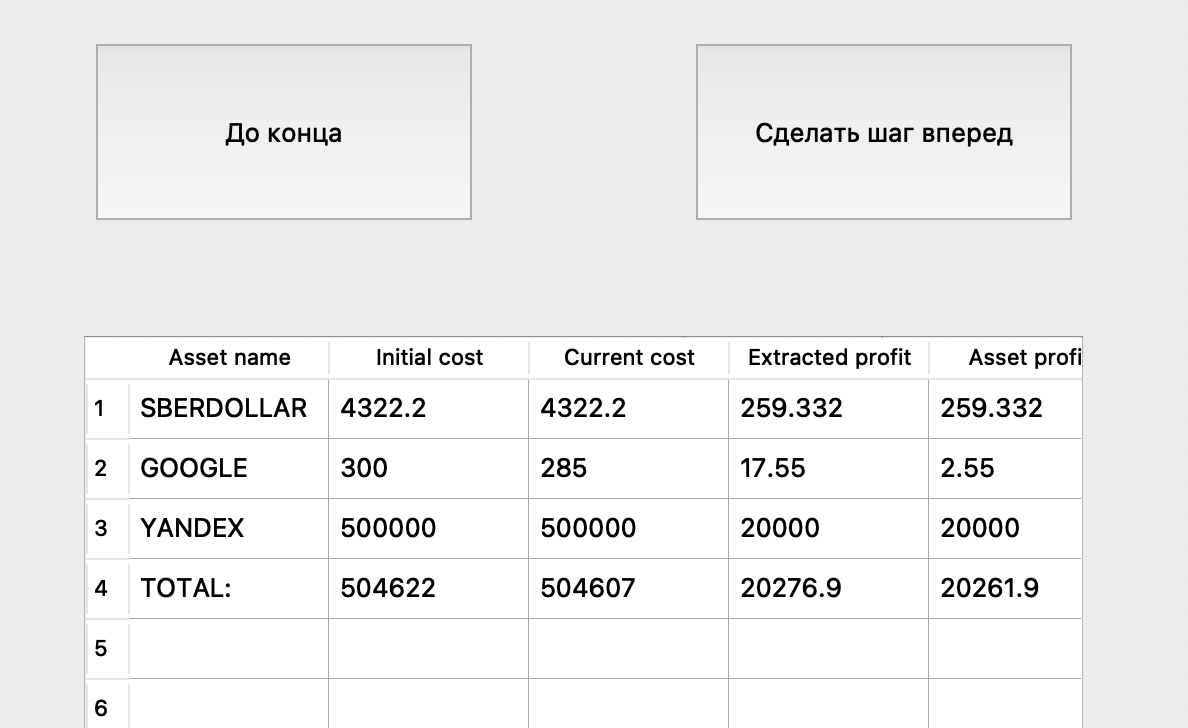 До конца
Сделать шаг вперед
Asset name Initial cost Current cost Extracted profit Asset profi
1 SBERDOLLAR 4322.2 4322.2 259.332 259.332
2 GOOGLE 300 285 17.55 2.55
3 YANDEX 500000 500000 20000 20000
4 TOTAL: 504622 504607 20276.9 20261.9
5
6